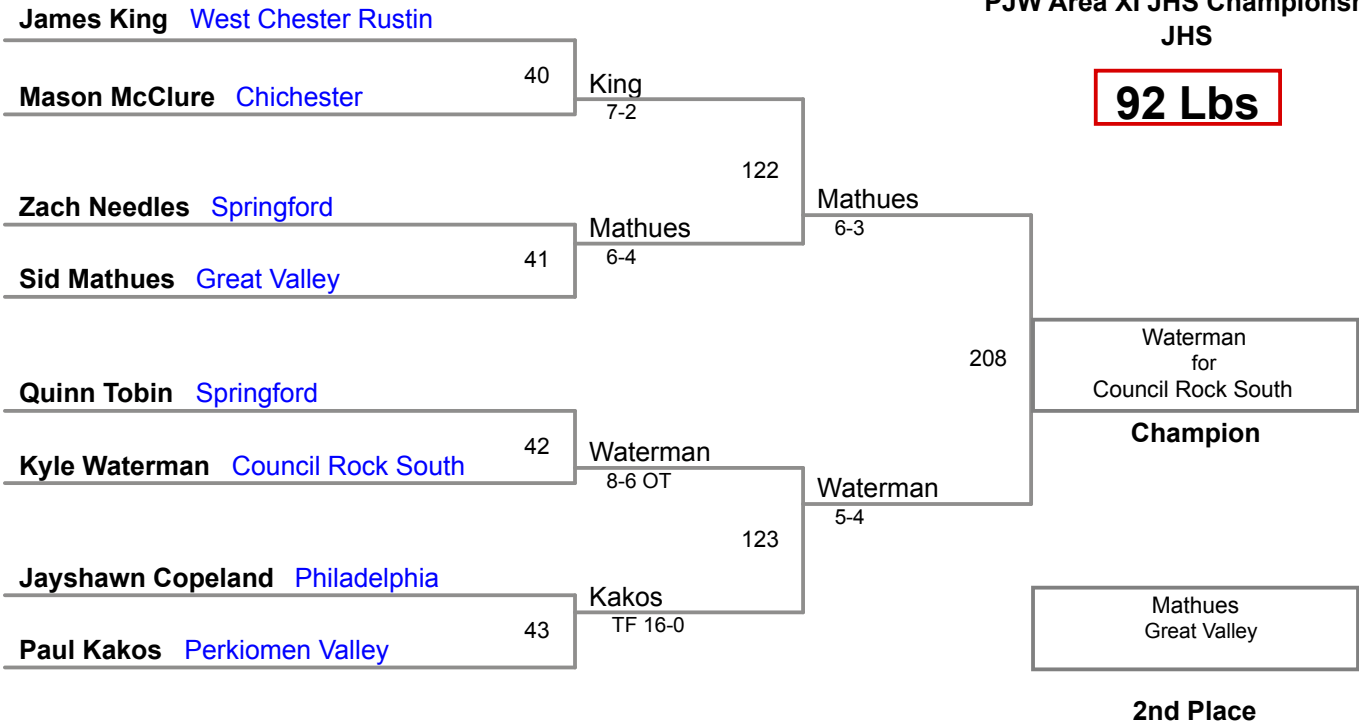 PJW Area XI JHS Championsh
JHS
92 Lbs
James King West Chester Rustin
40
Mason McClure Chichester
King
7-2
122
Zach Needles Springford
41
Sid Mathues Great Valley
Mathues
6-4
Mathues
6-3
208
Quinn Tobin Springford
42
Kyle Waterman Council Rock South
Waterman
8-6 OT
123
Jayshawn Copeland Philadelphia
43
Paul Kakos Perkiomen Valley
Kakos
TF 16-0
Waterman
5-4
Waterman
for
Council Rock South
Champion
Mathues
Great Valley
2nd Place